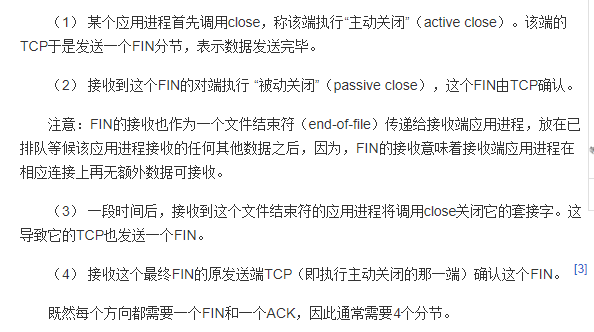 （1） 某个应用进程首先调用close，称该端执行“主动关闭”（active close）。该端的
TCP于是发送一个FIN分节，表示数据发送完毕。
（2） 接收到这个FIN的对端执行 “被动关闭”（passive close），这个FIN由TCP确认。
注意：FIN的接收也作为一个文件结束符（end-of-file）传递给接收端应用进程，放在已
排队等候该应用进程接收的任何其他数据之后，因为，FIN的接收意味着接收端应用进程在
相应连接上再无额外数据可接收。
（3） 一段时间后，接收到这个文件结束符的应用进程将调用close关闭它的套接字。这
导致它的TCP也发送一个FIN。
（4） 接收这个最终FIN的原发送端TCP（即执行主动关闭的那一端）确认这个FIN。 [3]
既然每个方向都需要一个FIN和一个ACK，因此通常需要4个分节。